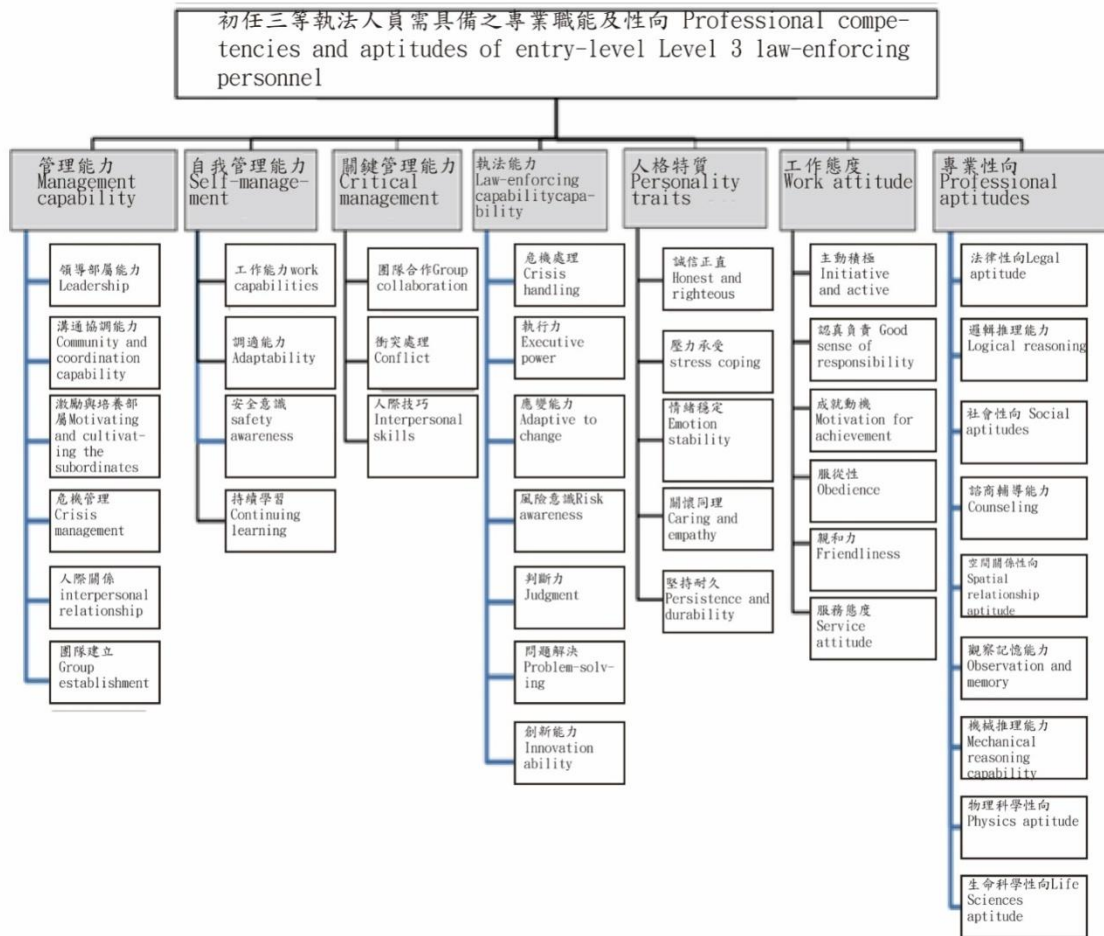 初任三等執法人員需具備之專業職能及性向 Professional compe-
tencies and aptitudes of entry-level Level 3 law-enforcing
personnel
管理能力
Management
capability
領導部屬能力
Leadership
溝通協調能力
Community and
coordination
capability
激勵與培養部
屬Motivating
and cultivat-
ing the
subordinates
危機管理
Crisis
management
人際關係
interpersonal
relationship
團隊建立
Group
establishment
自我管理能力
Self-manage-
ment
工作能力work
capabilities
調適能力
Adaptability
安全意識
safety
awareness
持續學習
Continuing
learning
關鍵管理能力
Critical
management
團隊合作Group
collaboration
衝突處理
Conflict
人際技巧
Interpersonal
skills
執法能力
Law-enforcing
capabilitycapa-
bility
危機處理
Crisis
handling
執行力
Executive
power
應變能力
Adaptive to
change
風險意識Risk
awareness
判斷力
Judgment
問題解決
Problem-solv-
ing
創新能力
Innovation
ability
人格特質
Personality
traits
誠信正直
Honest and
righteous
壓力承受
stress coping
情緒穩定
Emotion
stability
關懷同理
Caring and
empathy
堅持耐久
Persistence and
durability
工作態度
Work attitude
主動積極
Initiative
and active
認真負責 Good
sense of
responsibility
成就動機
Motivation for
achievement
服從性
Obedience
親和力
Friendliness
服務態度
Service
attitude
專業性向
Professional
aptitudes
法律性向Legal
aptitude
邏輯推理能力
Logical reasoning
社會性向 Social
aptitudes
諮商輔導能力
Counseling
空間關係性向
Spatial
relationship
aptitude
觀察記憶能力
Observation and
memory
機械推理能力
Mechanical
reasoning
capability
物理科學性向
Physics aptitude
生命科學性向Life
Sciences
aptitude